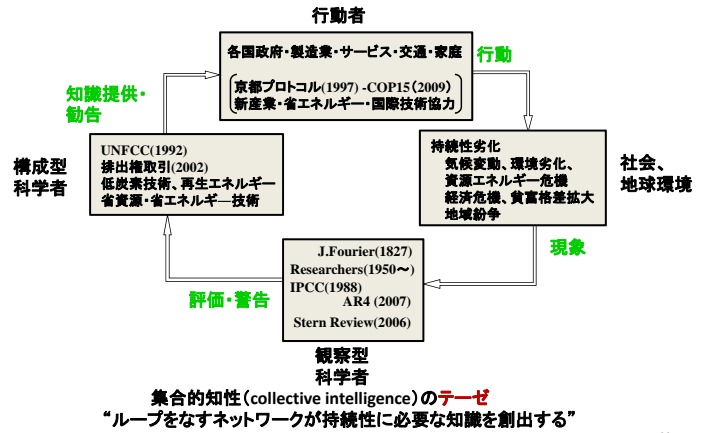 行動者
各国政府・製造業・サービス・交通・家庭
京都プロトコル(1997) -COP15(2009)
新産業・省エネルギー・国際技術協力
行動
知識提供・
勧告
構成型
科学者
UNFCC(1992)
排出権取引(2002)
低炭素技術、再生エネルギー
省資源・省エネルギ―技術
持続性劣化
気候変動、環境劣化、
資源エネルギー危機
経済危機、貧富格差拡大
地域紛争
社会、
地球環境
現象
評価・警告
J.Fourier(1827)
Researchers(1950～)
IPCC(1988)
AR4 (2007)
Stern Review(2006)
観察型
科学者
集合的知性(collective intelligence)のテーゼ
“ループをなすネットワークが持続性に必要な知識を創出する”